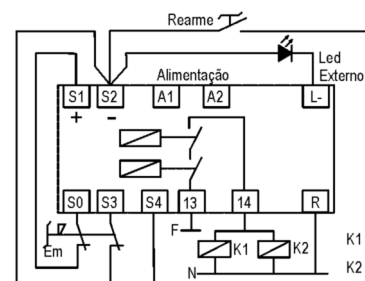 Rearme
Led
Externo
Alimentação
S1 S2 A1 A2 L-
+ -
S0 S3 S4 13 14 R
F
Em
K1 K2
K1
N
K2